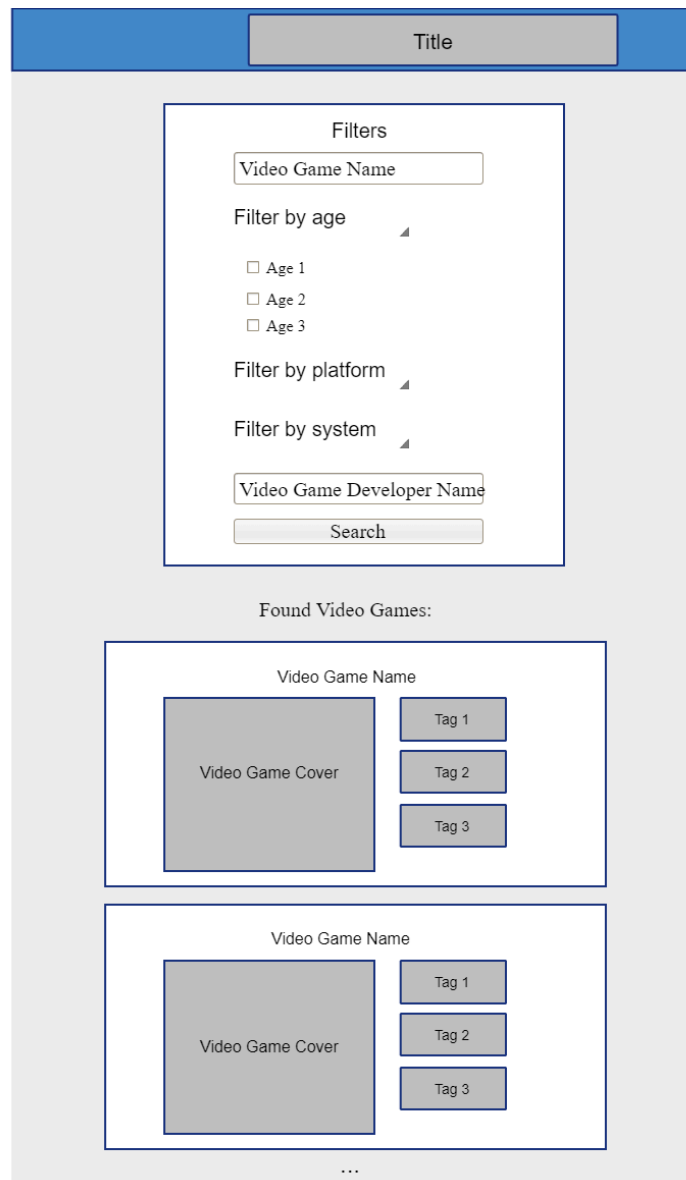 Title
Filters
Video Game Name
Filter by age
Age 1
Age 2
Age 3
Filter by platform
Filter by system
Video Game Developer Name
Search
Found Video Games:
Video Game Name
Video Game Cover
Tag 1
Tag 2
Tag 3
Video Game Name
Video Game Cover
Tag 1
Tag 2
Tag 3
...